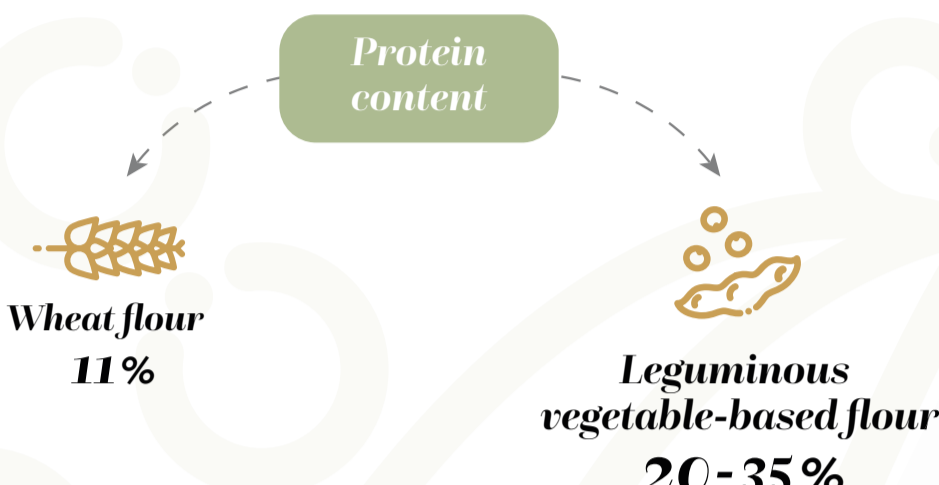 Protein
content
Wheat flour
11%
Leguminous
vegetable-based flour
20-35%